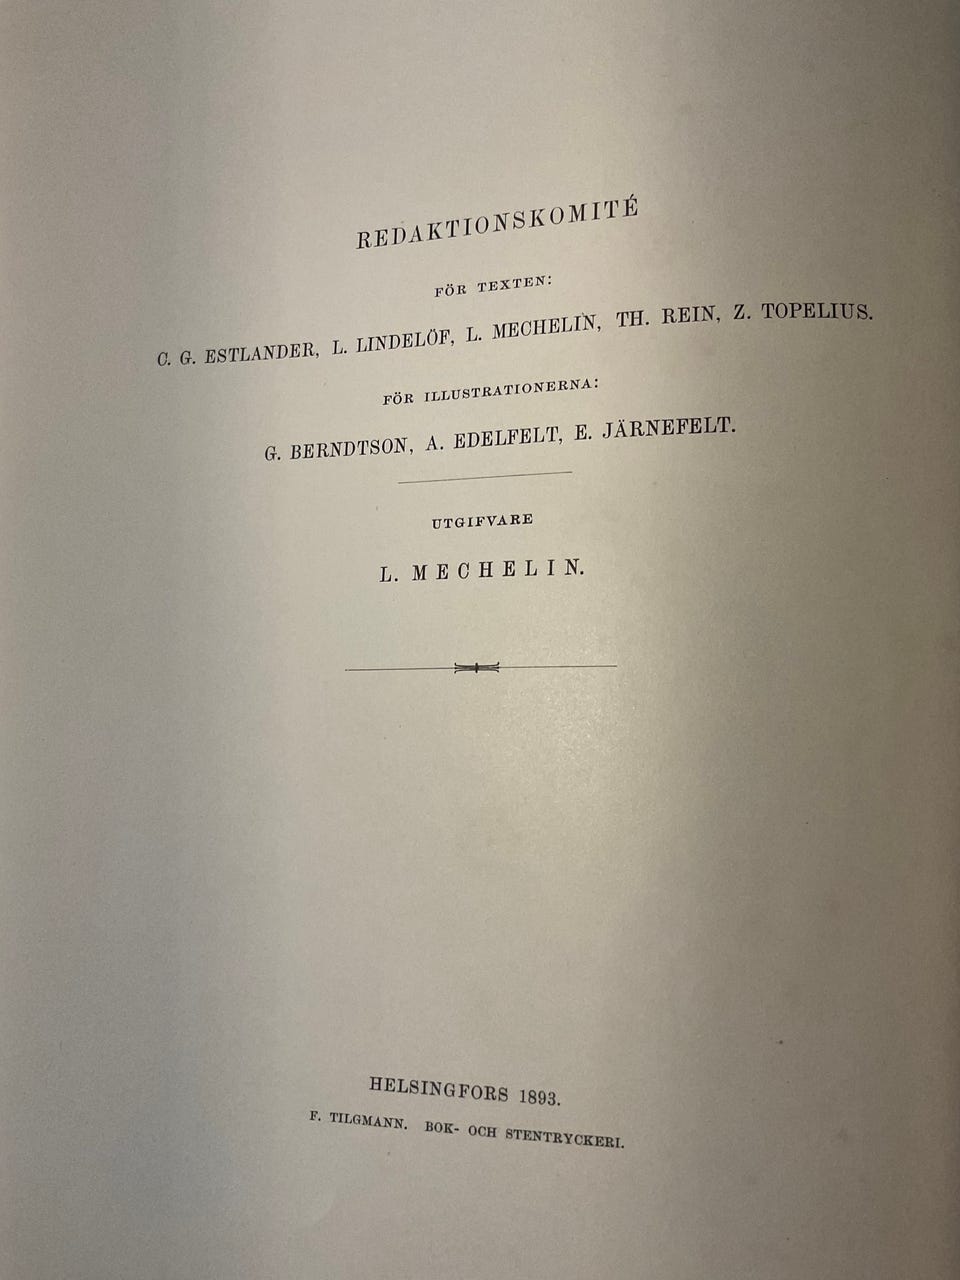 REDAKTIONSKOMITÉ
FÖR TEXTEN:
C. G. ESTLANDER, L. LINDELÖF, L. MECHELIN, TH. REIN, Z. TOPELIUS.
FÖR ILLUSTRATIONERNA:
G. BERNDTSON, A. EDELFELT, E. JÄRNEFELT.
UTGIFVARE
L. MECHELIN.
HELSINGFORS 1893.
F. TILGMANN. BOK- OCH STENTRYCKERI.